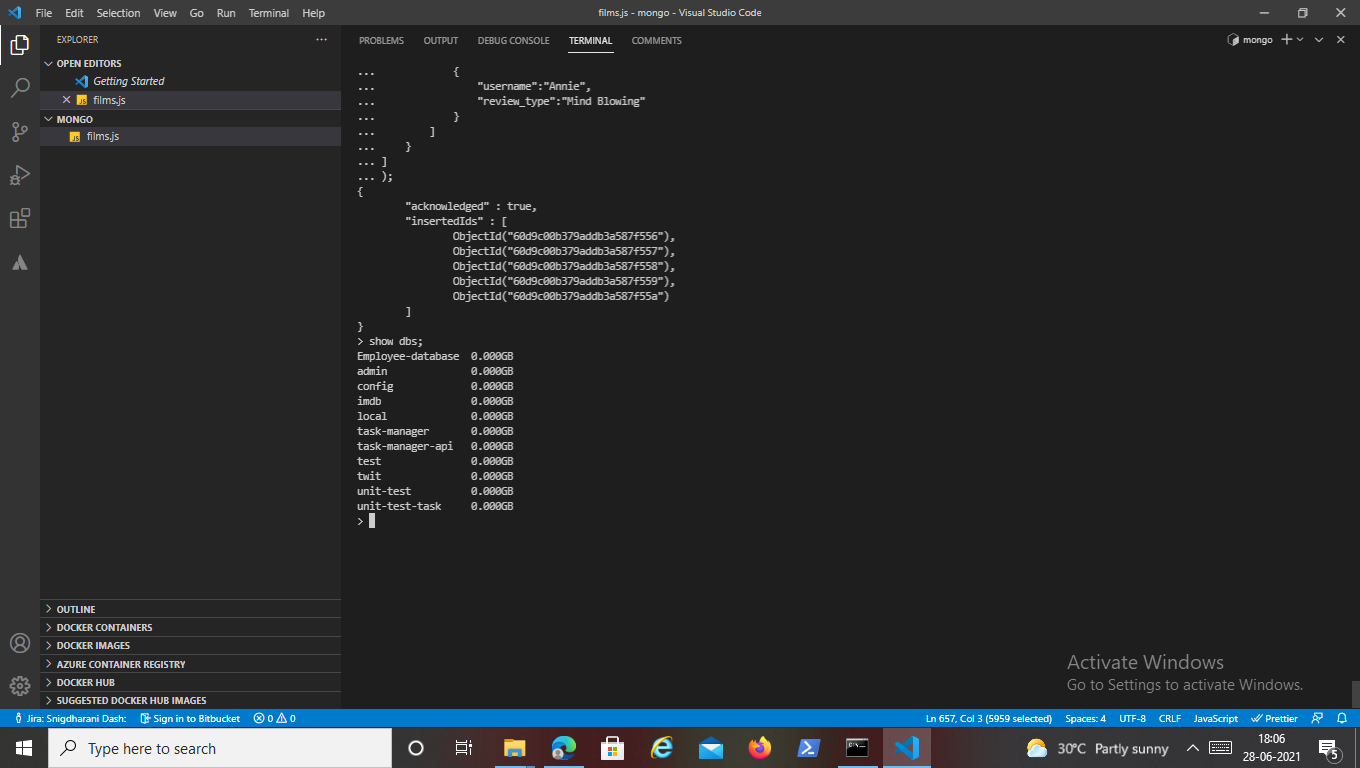 File Edit Selection View Go Run Terminal Help
films.js - mongo - Visual Studio Code
EXPLORER
OPEN EDITORS
Getting Started
films.js
MONGO
films.js
OUTLINE
DOCKER CONTAINERS
DOCKER IMAGES
AZURE CONTAINER REGISTRY
DOCKER HUB
SUGGESTED DOCKER HUB IMAGES
PROBLEMS OUTPUT DEBUG CONSOLE TERMINAL COMMENTS
mongo
... {
... "username":"Annie",
... "review_type":"Mind Blowing"
... }
... ]
... }
... ]
... );
{
"acknowledged" : true,
"insertedIds" : [
ObjectId("60d9c00b379addb3a587f556"),
ObjectId("60d9c00b379addb3a587f557"),
ObjectId("60d9c00b379addb3a587f558"),
ObjectId("60d9c00b379addb3a587f559"),
ObjectId("60d9c00b379addb3a587f55a")
]
}
> show dbs;
Employee-database 0.000GB
admin 0.000GB
config 0.000GB
imdb 0.000GB
local 0.000GB
task-manager 0.000GB
task-manager-api 0.000GB
test 0.000GB
twit 0.000GB
unit-test 0.000GB
unit-test-task 0.000GB
>
Activate Windows
Go to Settings to activate Windows.
Jira: Snigdharani Dash: Sign in to Bitbucket 0 0
Ln 657, Col 3 (5959 selected) Spaces: 4 UTF-8 CRLF JavaScript Prettier
Type here to search
30°C Partly sunny
18:06
28-06-2021
5